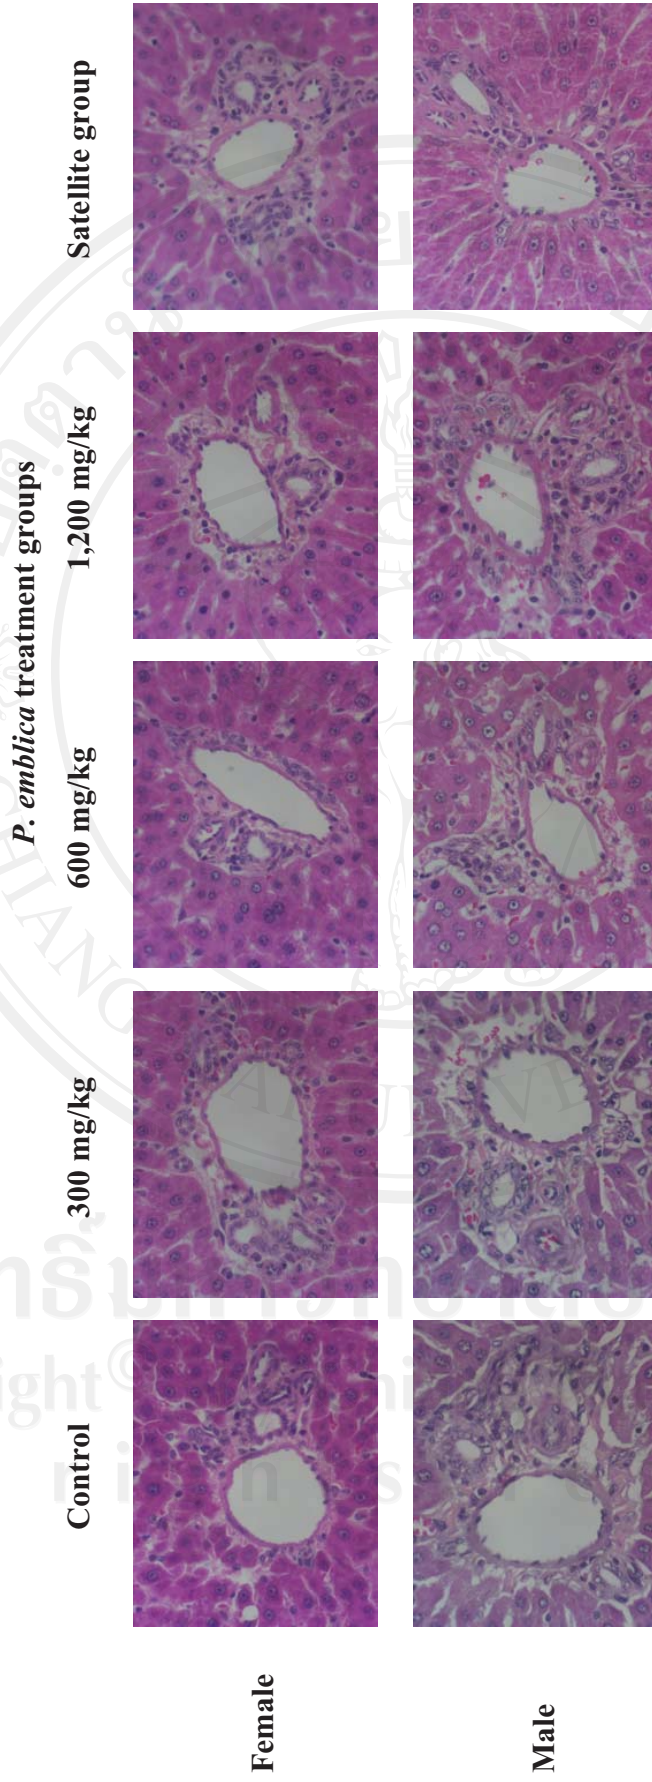 P. emblica treatment groups
Control 300 mg/kg 600 mg/kg 1,200 mg/kg Satellite group
Female
Male